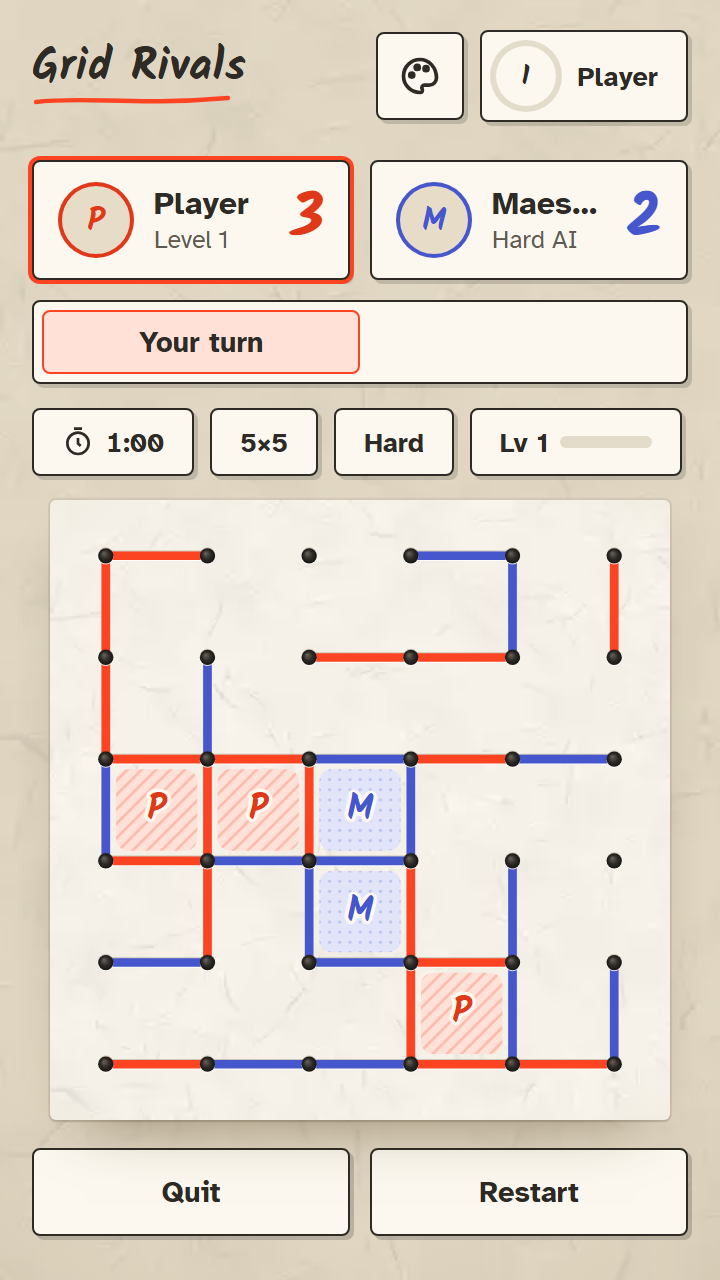 Grid Rivals
I
Player
P
Player
Level 1
3
M
Maes...
Hard AI
2
Your turn
1:00
5×5
Hard
Lv 1
P
P
M
M
P
Quit
Restart